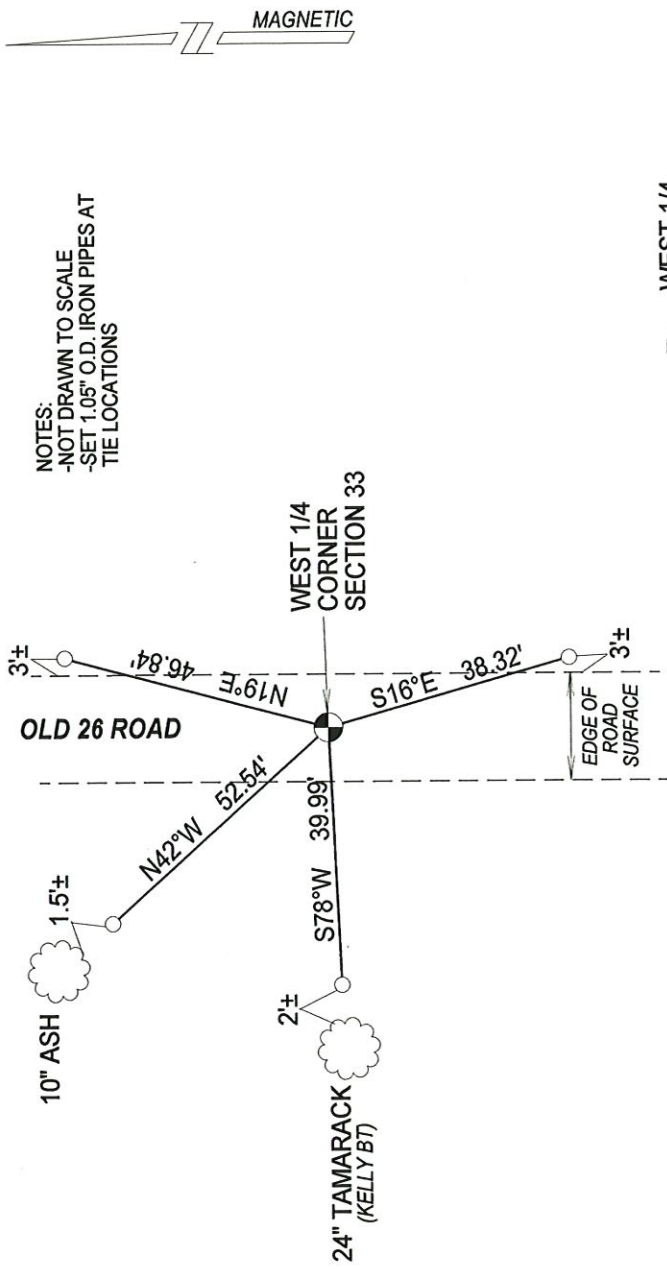 MAGNETIC
NOTES:
-NOT DRAWN TO SCALE
-SET 1.05" O.D. IRON PIPES AT
TIE LOCATIONS
10" ASH
1.5'±
N42°W 52.54'
OLD 26 ROAD
3'±
N19°E 46.84'
WEST 1/4
CORNER
SECTION 33
2'±
24" TAMARACK
(KELLY BT)
S78°W 39.99'
S16°E 38.32'
3'±
EDGE OF
ROAD
SURFACE
WEST 1/4